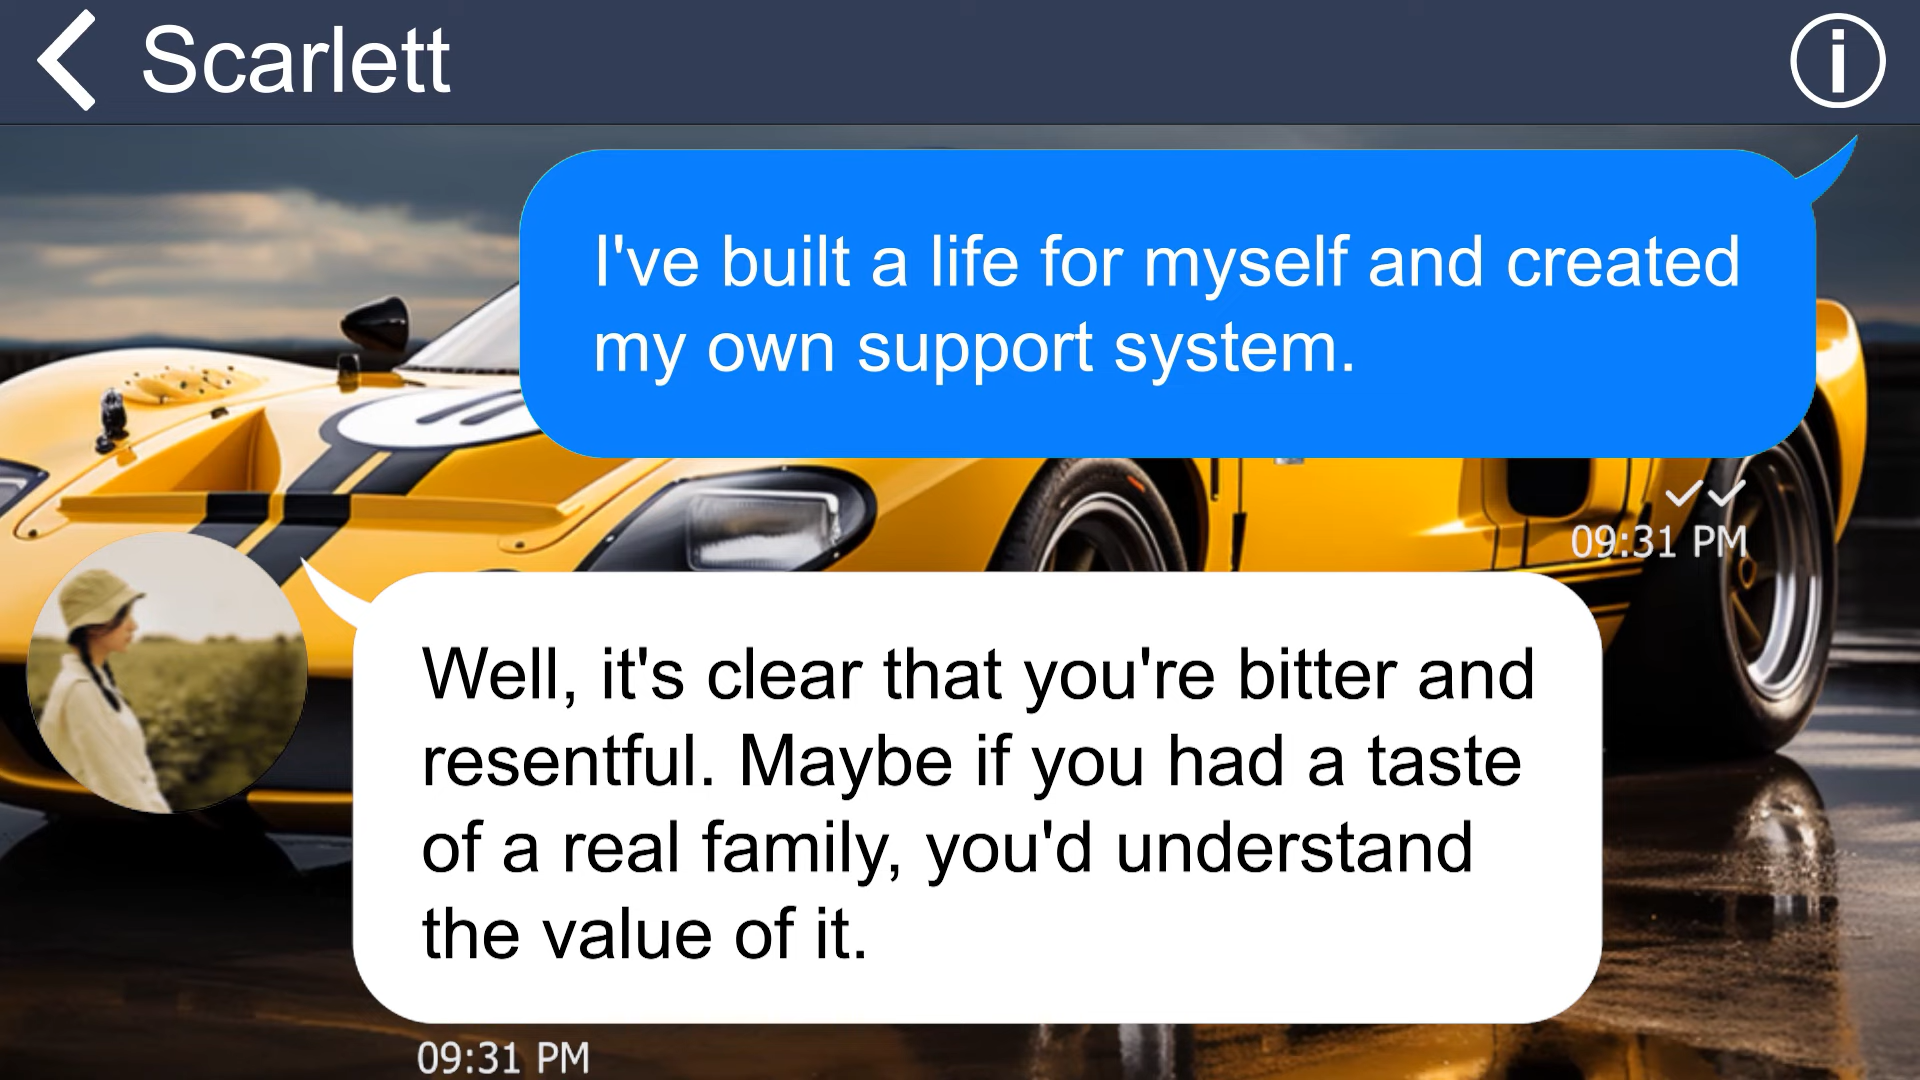 Scarlett
I've built a life for myself and created
my own support system.
09:31 PM
Well, it's clear that you're bitter and
resentful. Maybe if you had a taste
of a real family, you'd understand
the value of it.
09:31 PM